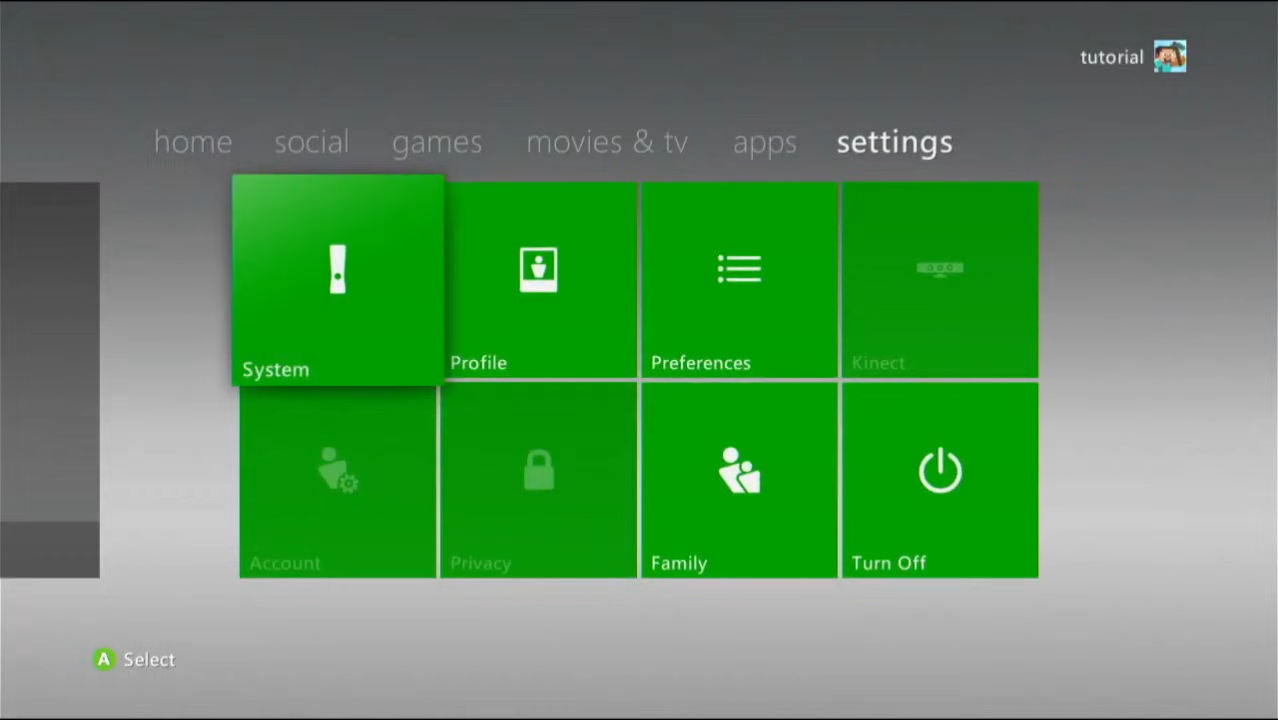 tutorial
home social games movies & tv apps settings
System Profile Preferences Kinect
Account Privacy Family Turn Off
A Select